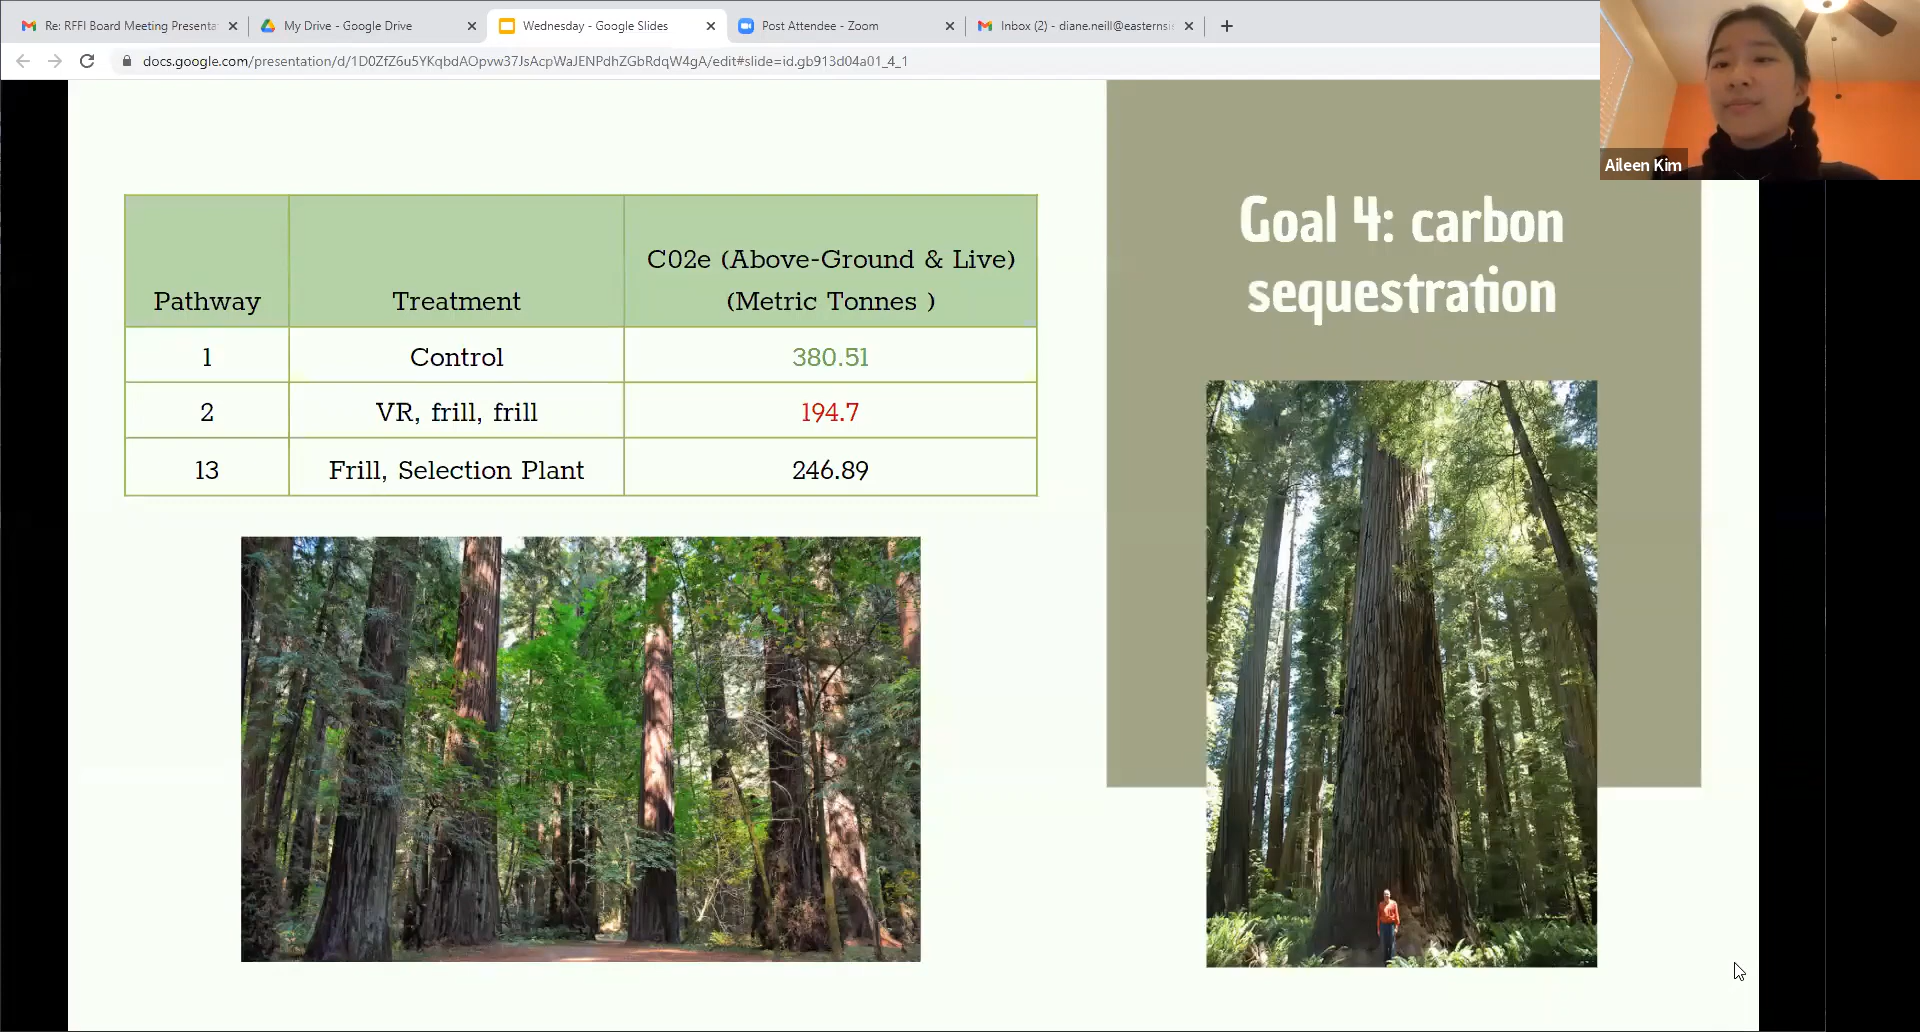 Re: RFFI Board Meeting Presenta
My Drive - Google Drive
Wednesday - Google Slides
Post Attendee - Zoom
Inbox (2) - diane.neill@easternsi
docs.google.com/presentation/d/1D0ZfZ6u5YKqbdAOpvw37JsAcpWaJENPdhZGbRdqW4gA/edit#slide=id.gb913d04a01_4_1
Aileen Kim
Goal 4: carbon
sequestration
Pathway
Treatment
C02e (Above-Ground & Live)
(Metric Tonnes )
1
Control
380.51
2
VR, frill, frill
194.7
13
Frill, Selection Plant
246.89